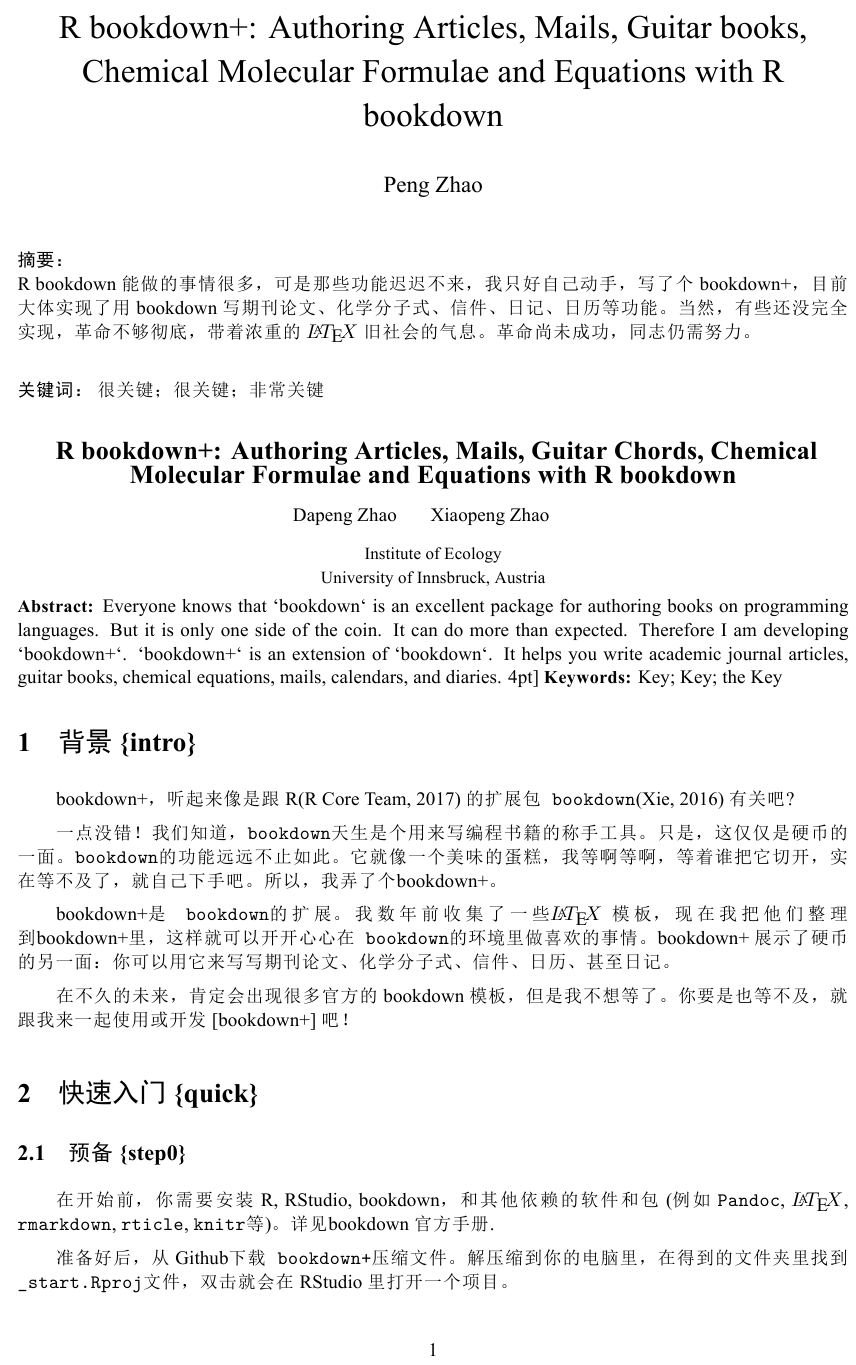 R bookdown+: Authoring Articles, Mails, Guitar books,
Chemical Molecular Formulae and Equations with R
bookdown
Peng Zhao
摘要：
R bookdown 能做的事情很多，可是那些功能迟迟不来，我只好自己动手，写了个 bookdown+，目前
大体实现了用 bookdown 写期刊论文、化学分子式、信件、日记、日历等功能。当然，有些还没完全
实现，革命不够彻底，带着浓重的 LATEX 旧社会的气息。革命尚未成功，同志仍需努力。
关键词： 很关键；很关键；非常关键
R bookdown+: Authoring Articles, Mails, Guitar Chords, Chemical
Molecular Formulae and Equations with R bookdown
Dapeng Zhao Xiaopeng Zhao
Institute of Ecology
University of Innsbruck, Austria
Abstract: Everyone knows that ‘bookdown‘ is an excellent package for authoring books on programming
languages. But it is only one side of the coin. It can do more than expected. Therefore I am developing
‘bookdown+‘. ‘bookdown+‘ is an extension of ‘bookdown‘. It helps you write academic journal articles,
guitar books, chemical equations, mails, calendars, and diaries. 4pt] Keywords: Key; Key; the Key
1 背景 {intro}
bookdown+，听起来像是跟 R(R Core Team, 2017) 的扩展包 bookdown(Xie, 2016) 有关吧？
一点没错！我们知道，bookdown天生是个用来写编程书籍的称手工具。只是，这仅仅是硬币的
一面。bookdown的功能远远不止如此。它就像一个美味的蛋糕，我等啊等啊，等着谁把它切开，实
在等不及了，就自己下手吧。所以，我弄了个bookdown+。
bookdown+是 bookdown的扩展。我数年前收集了一些LATEX 模板，现在我把他们整理
到bookdown+里，这样就可以开开心心在 bookdown的环境里做喜欢的事情。bookdown+ 展示了硬币
的另一面：你可以用它来写写期刊论文、化学分子式、信件、日历、甚至日记。
在不久的未来，肯定会出现很多官方的 bookdown 模板，但是我不想等了。你要是也等不及，就
跟我来一起使用或开发 [bookdown+] 吧！
2 快速入门 {quick}
2.1 预备 {step0}
在开始前，你需要安装 R, RStudio, bookdown，和其他依赖的软件和包 (例如 Pandoc, LATEX,
rmarkdown, rticle, knitr等)。详见bookdown 官方手册.
准备好后，从 Github下载 bookdown+压缩文件。解压缩到你的电脑里，在得到的文件夹里找到
_start.Rproj文件，双击就会在 RStudio 里打开一个项目。
1